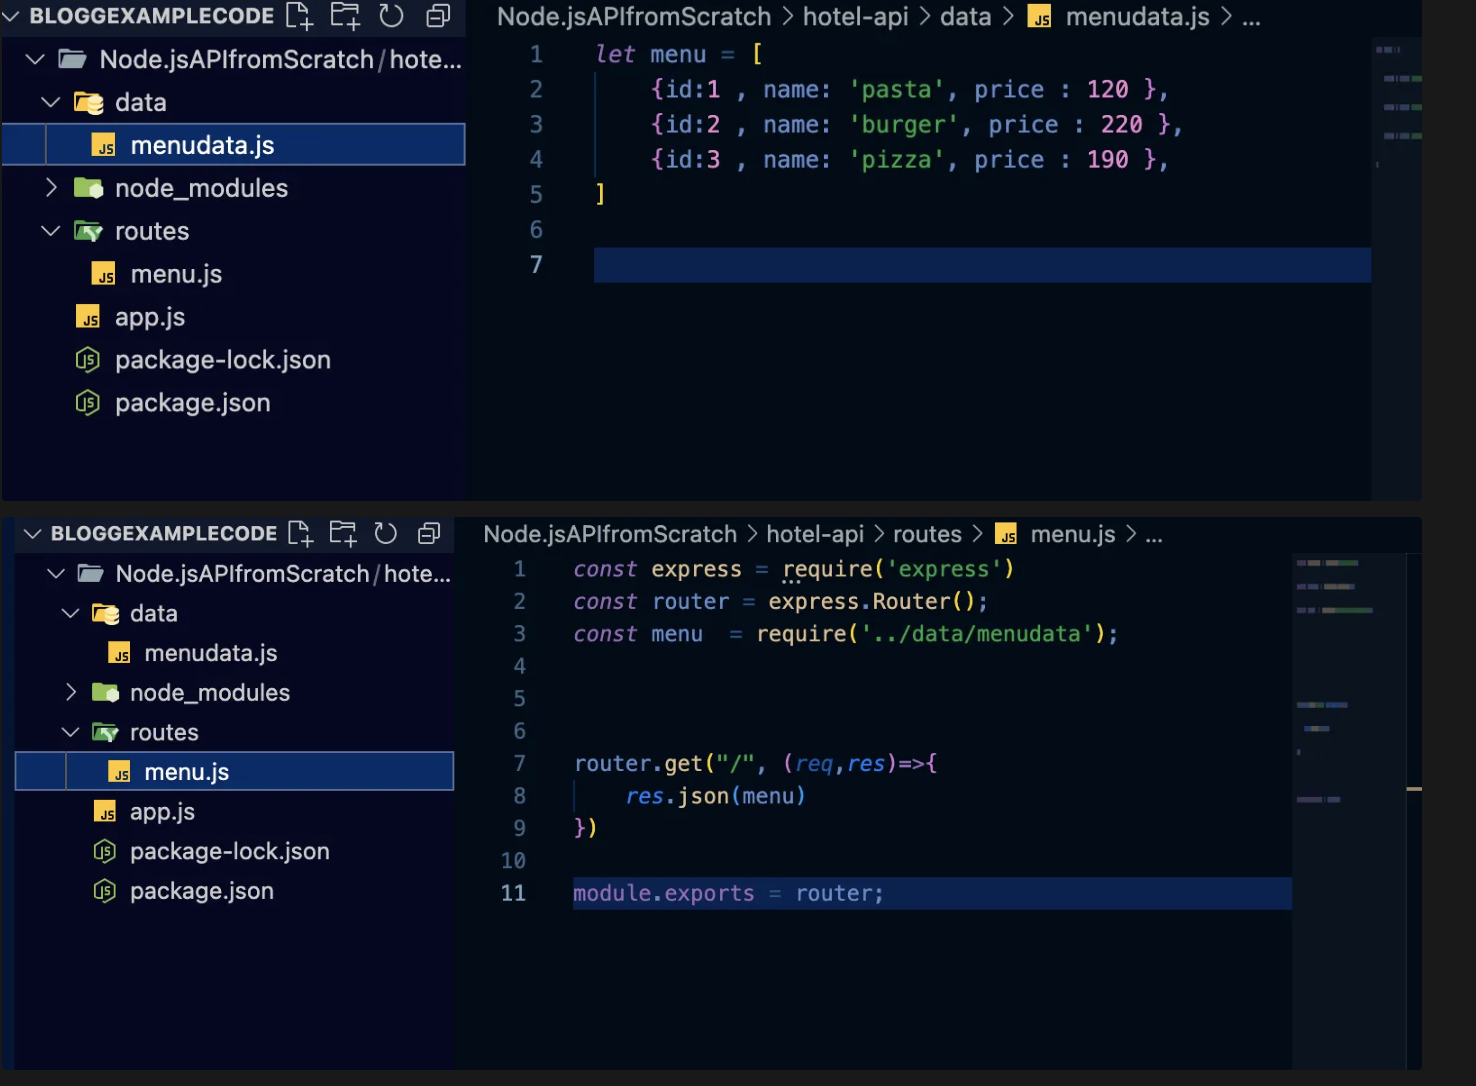 BLOGGEXAMPLECODE
Node.jsAPIfromScratch/hote...
data
menudata.js
node_modules
routes
menu.js
app.js
package-lock.json
package.json
Node.jsAPIfromScratch > hotel-api > data > JS menudata.js > ...
1 let menu = [
2 {id:1 , name: 'pasta', price : 120 },
3 {id:2 , name: 'burger', price : 220 },
4 {id:3 , name: 'pizza', price : 190 },
5 ]
6
7
BLOGGEXAMPLECODE
Node.jsAPIfromScratch/hote...
data
menudata.js
node_modules
routes
menu.js
app.js
package-lock.json
package.json
Node.jsAPIfromScratch > hotel-api > routes > JS menu.js > ...
1 const express = require('express')
2 const router = express.Router();
3 const menu  = require('../data/menudata');
4
5
6
7 router.get("/", (req,res)=>{
8 res.json(menu)
9 })
10
11 module.exports = router;